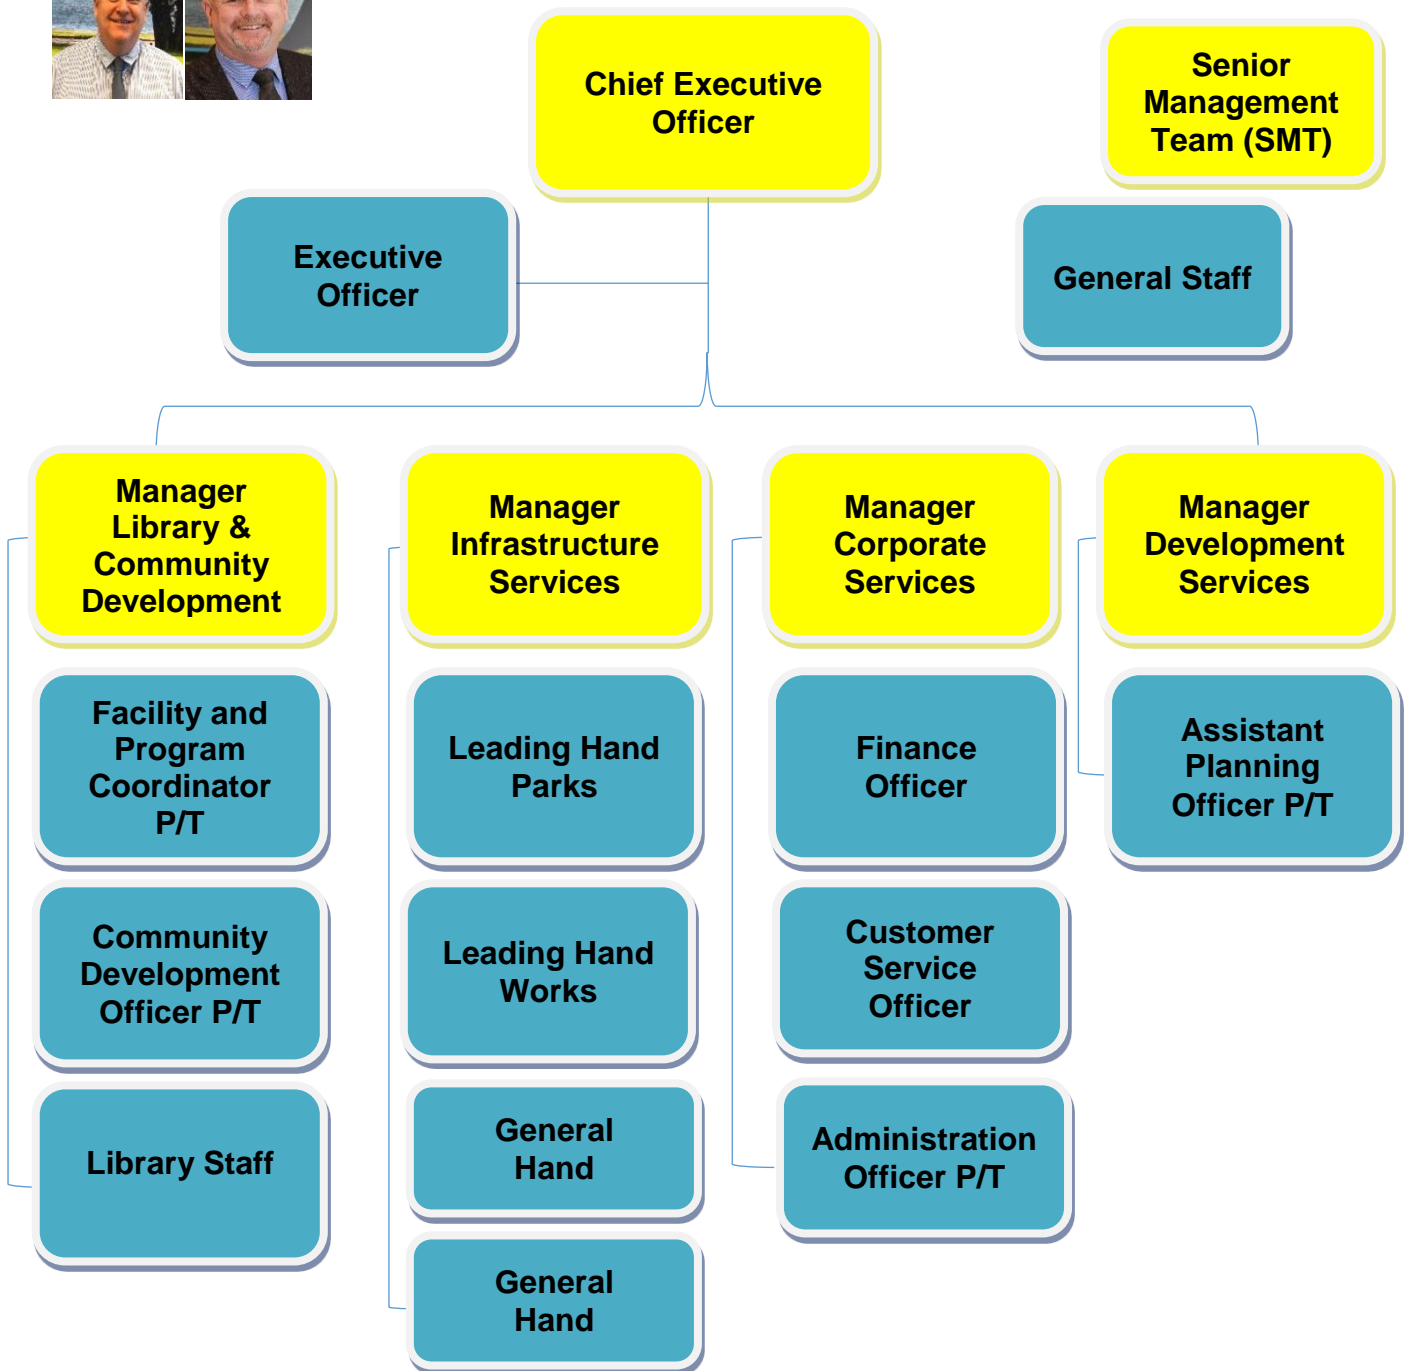 Chief Executive
Officer
Senior
Management
Team (SMT)
Executive
Officer
General Staff
Manager
Library &
Community
Development
Manager
Infrastructure
Services
Manager
Corporate
Services
Manager
Development
Services
Facility and
Program
Coordinator
P/T
Leading Hand
Parks
Finance
Officer
Assistant
Planning
Officer P/T
Community
Development
Officer P/T
Leading Hand
Works
Customer
Service
Officer
Library Staff
General
Hand
Administration
Officer P/T
General
Hand